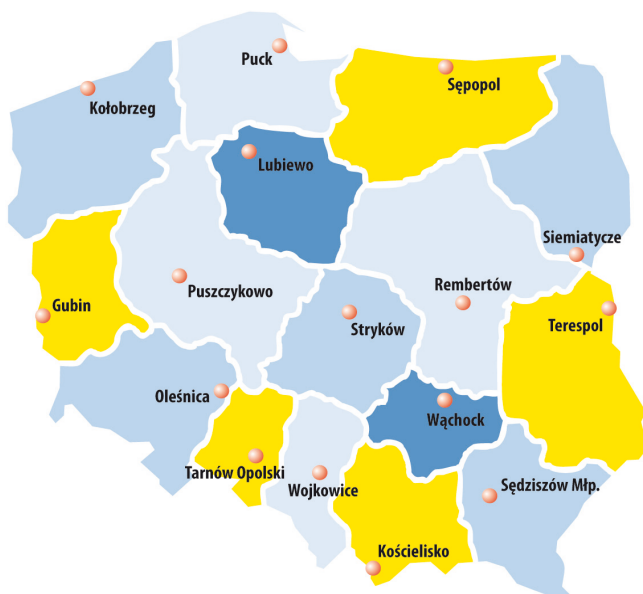 Puck
Sępopol
Kołobrzeg
Lubiewo
Siemiatycze
Puszczykowo
Rembertów
Gubin
Stryków
Terespol
Oleśnica
Wąchock
Tarnów Opolski
Wojkowice
Sędziszów Młp.
Kościelisko